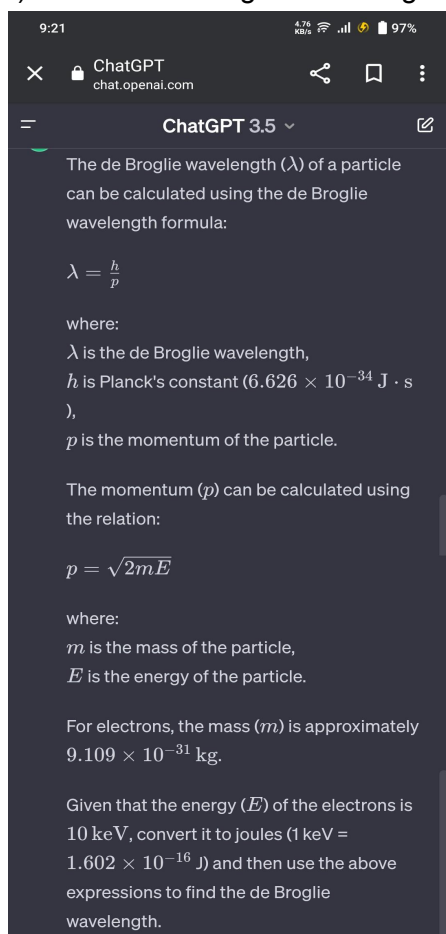 9:21
4.76 KB/s 97%
ChatGPT
chat.openai.com
ChatGPT 3.5
The de Broglie wavelength (λ) of a particle
can be calculated using the de Broglie
wavelength formula:
λ = h/p
where:
λ is the de Broglie wavelength,
h is Planck's constant (6.626 × 10⁻³⁴ J · s
),
p is the momentum of the particle.
The momentum (p) can be calculated using
the relation:
p = √2mE
where:
m is the mass of the particle,
E is the energy of the particle.
For electrons, the mass (m) is approximately
9.109 × 10⁻³¹ kg.
Given that the energy (E) of the electrons is
10 keV, convert it to joules (1 keV =
1.602 × 10⁻¹⁶ J) and then use the above
expressions to find the de Broglie
wavelength.